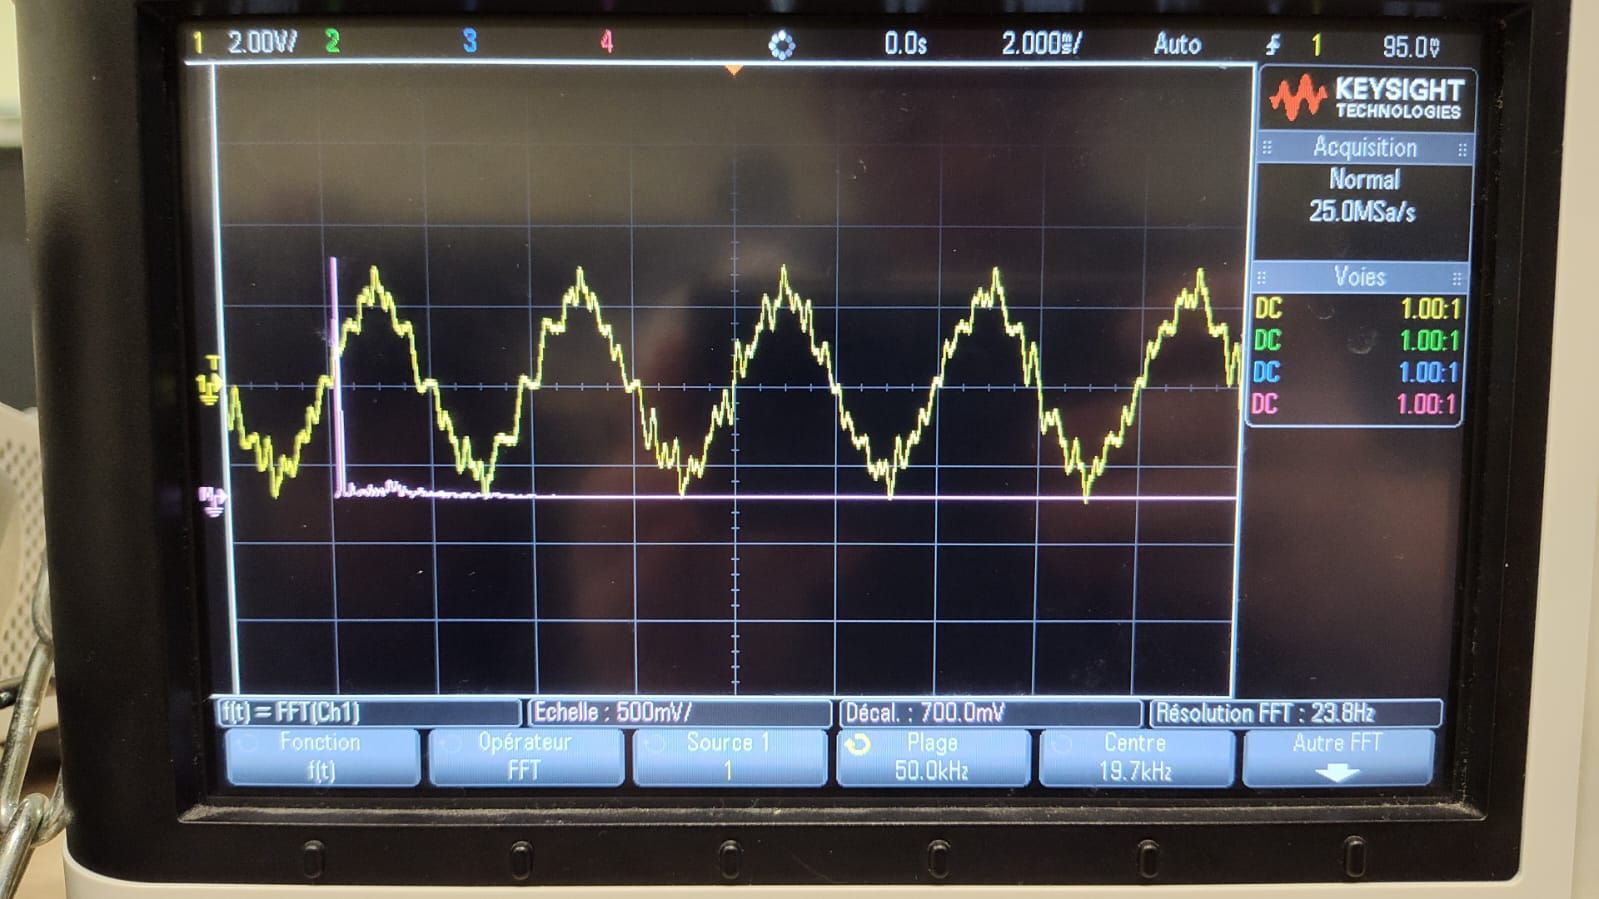 1 2.00V/ 2 3 4 0.0s 2.000ms/ Auto 1 95.0mV
KEYSIGHT
TECHNOLOGIES
Acquisition
Normal
25.0MSa/s
Voies
DC 1.00:1
DC 1.00:1
DC 1.00:1
DC 1.00:1
T
f(t) = FFT(Ch1) Echelle : 500mV/ Décal. : 700.0mV Résolution FFT : 23.8Hz
Fonction Opérateur Source 1 Plage Centre Autre FFT
f(t) FFT 1 50.0kHz 19.7kHz